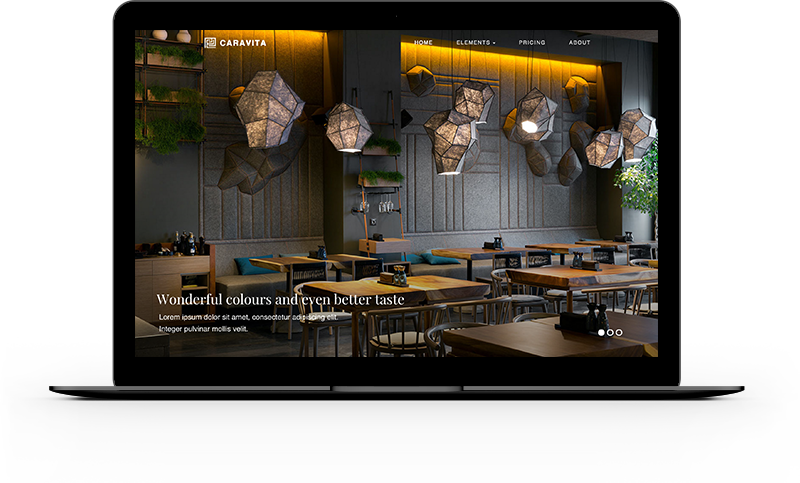 CARAVITA
HOME ELEMENTS PRICING ABOUT
Wonderful colours and even better taste
Lorem ipsum dolor sit amet, consectetur adipiscing elit.
Integer pulvinar mollis velit.